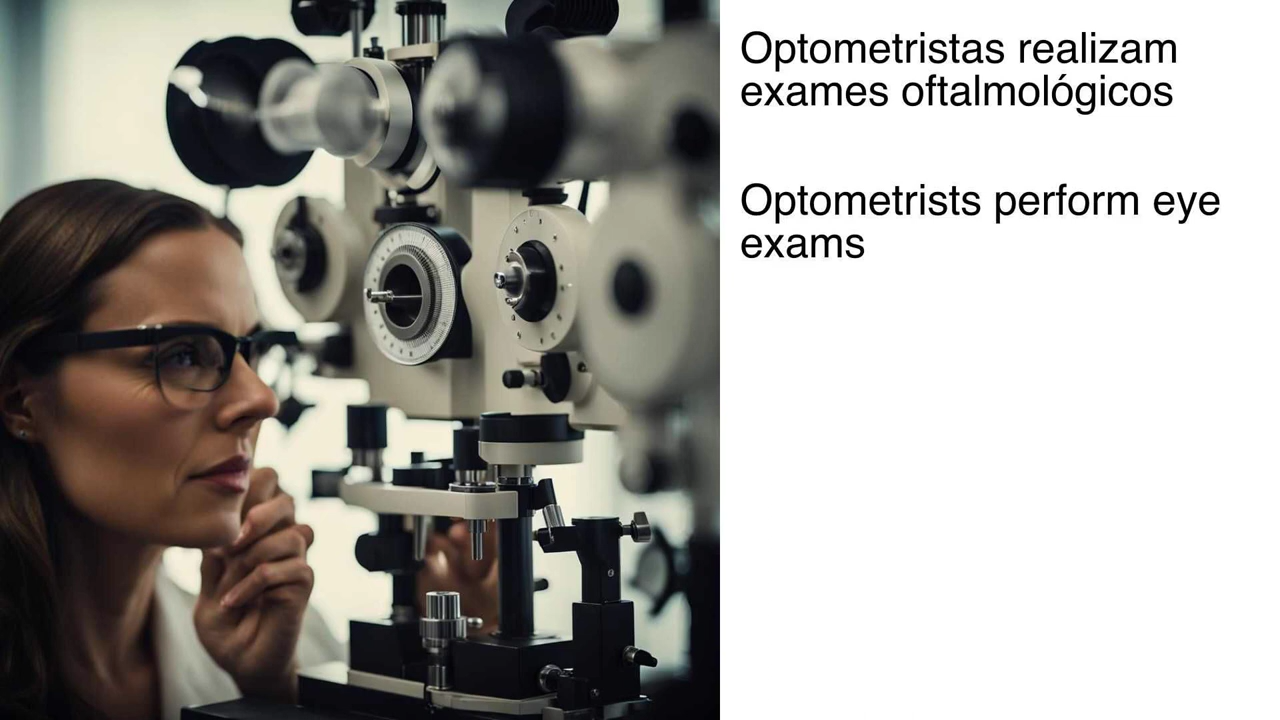 Optometristas realizam
exames oftalmológicos
Optometrists perform eye
exams